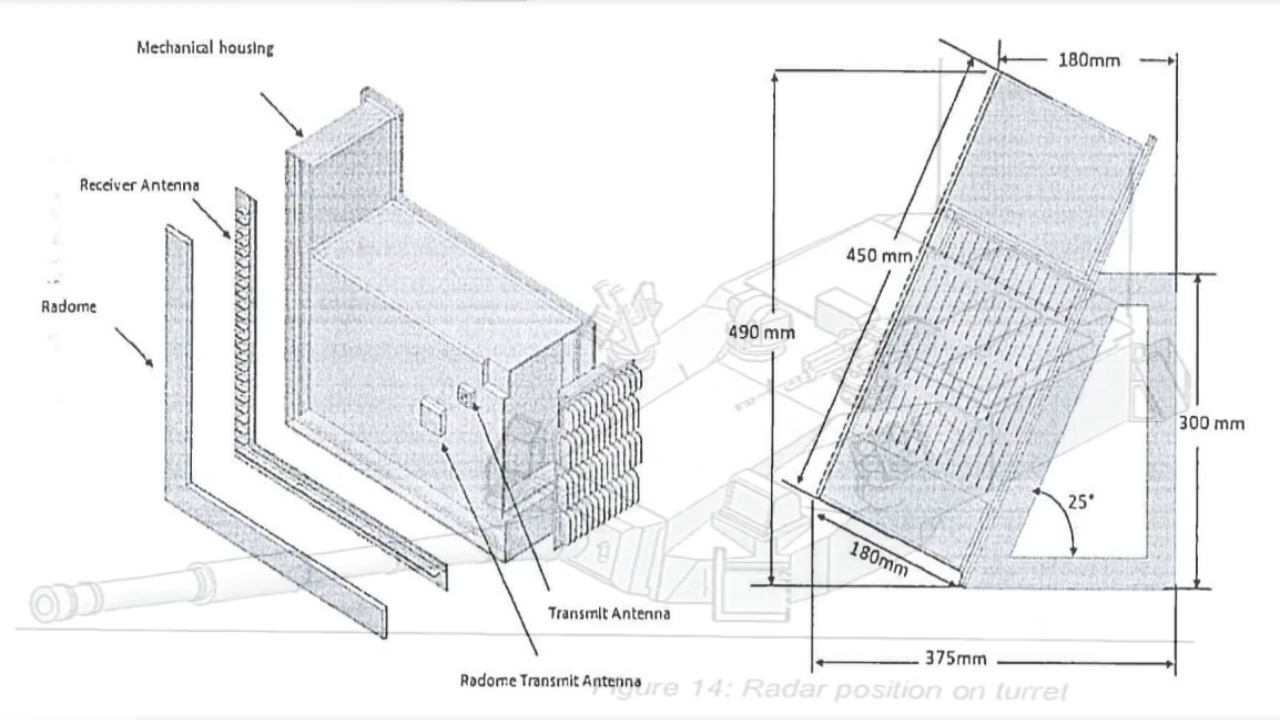 Mechanical housing
Receiver Antenna
Radome
Transmit Antenna
Radome Transmit Antenna
180mm
450 mm
490 mm
300 mm
25°
180mm
375mm
Figure 14: Radar position on turret